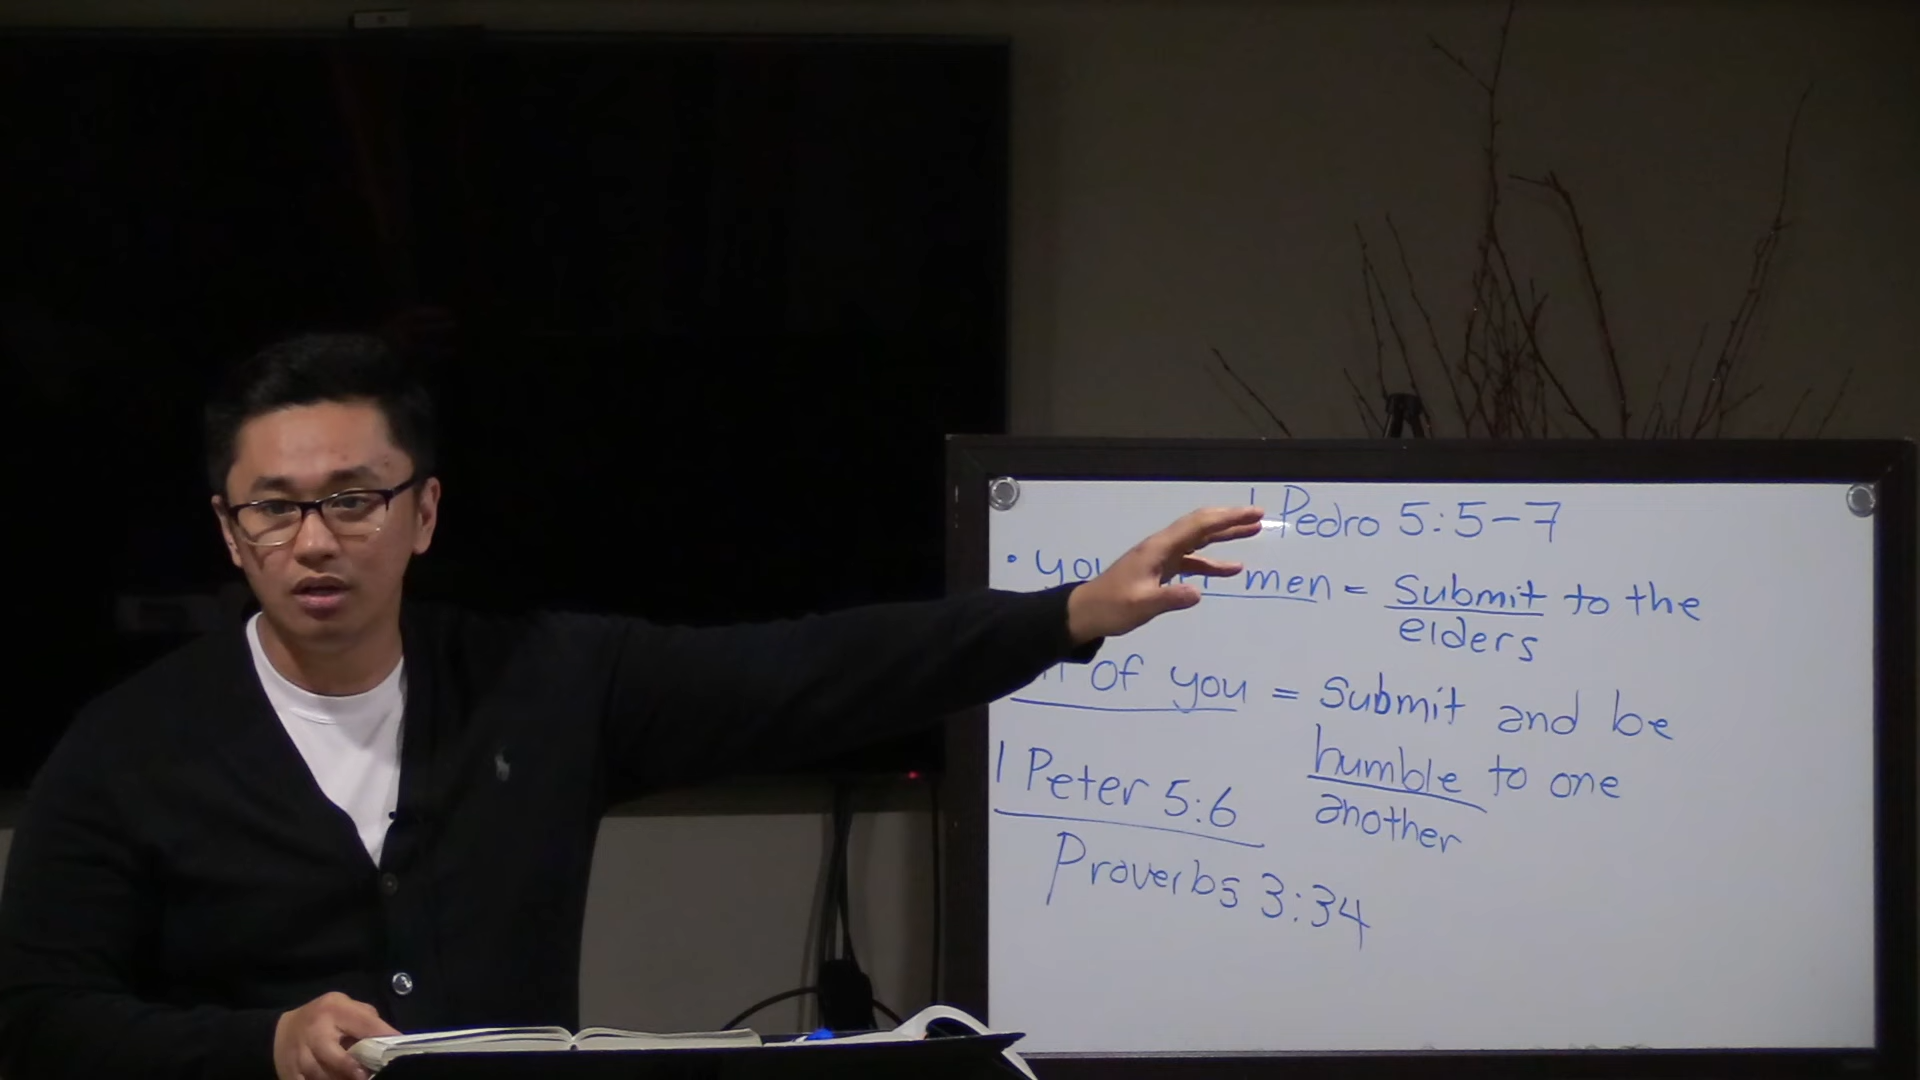 1 Pedro 5:5-7
• men = Submit to the
elders
of you = Submit and be
humble to one
another
1 Peter 5:6
Proverbs 3:34